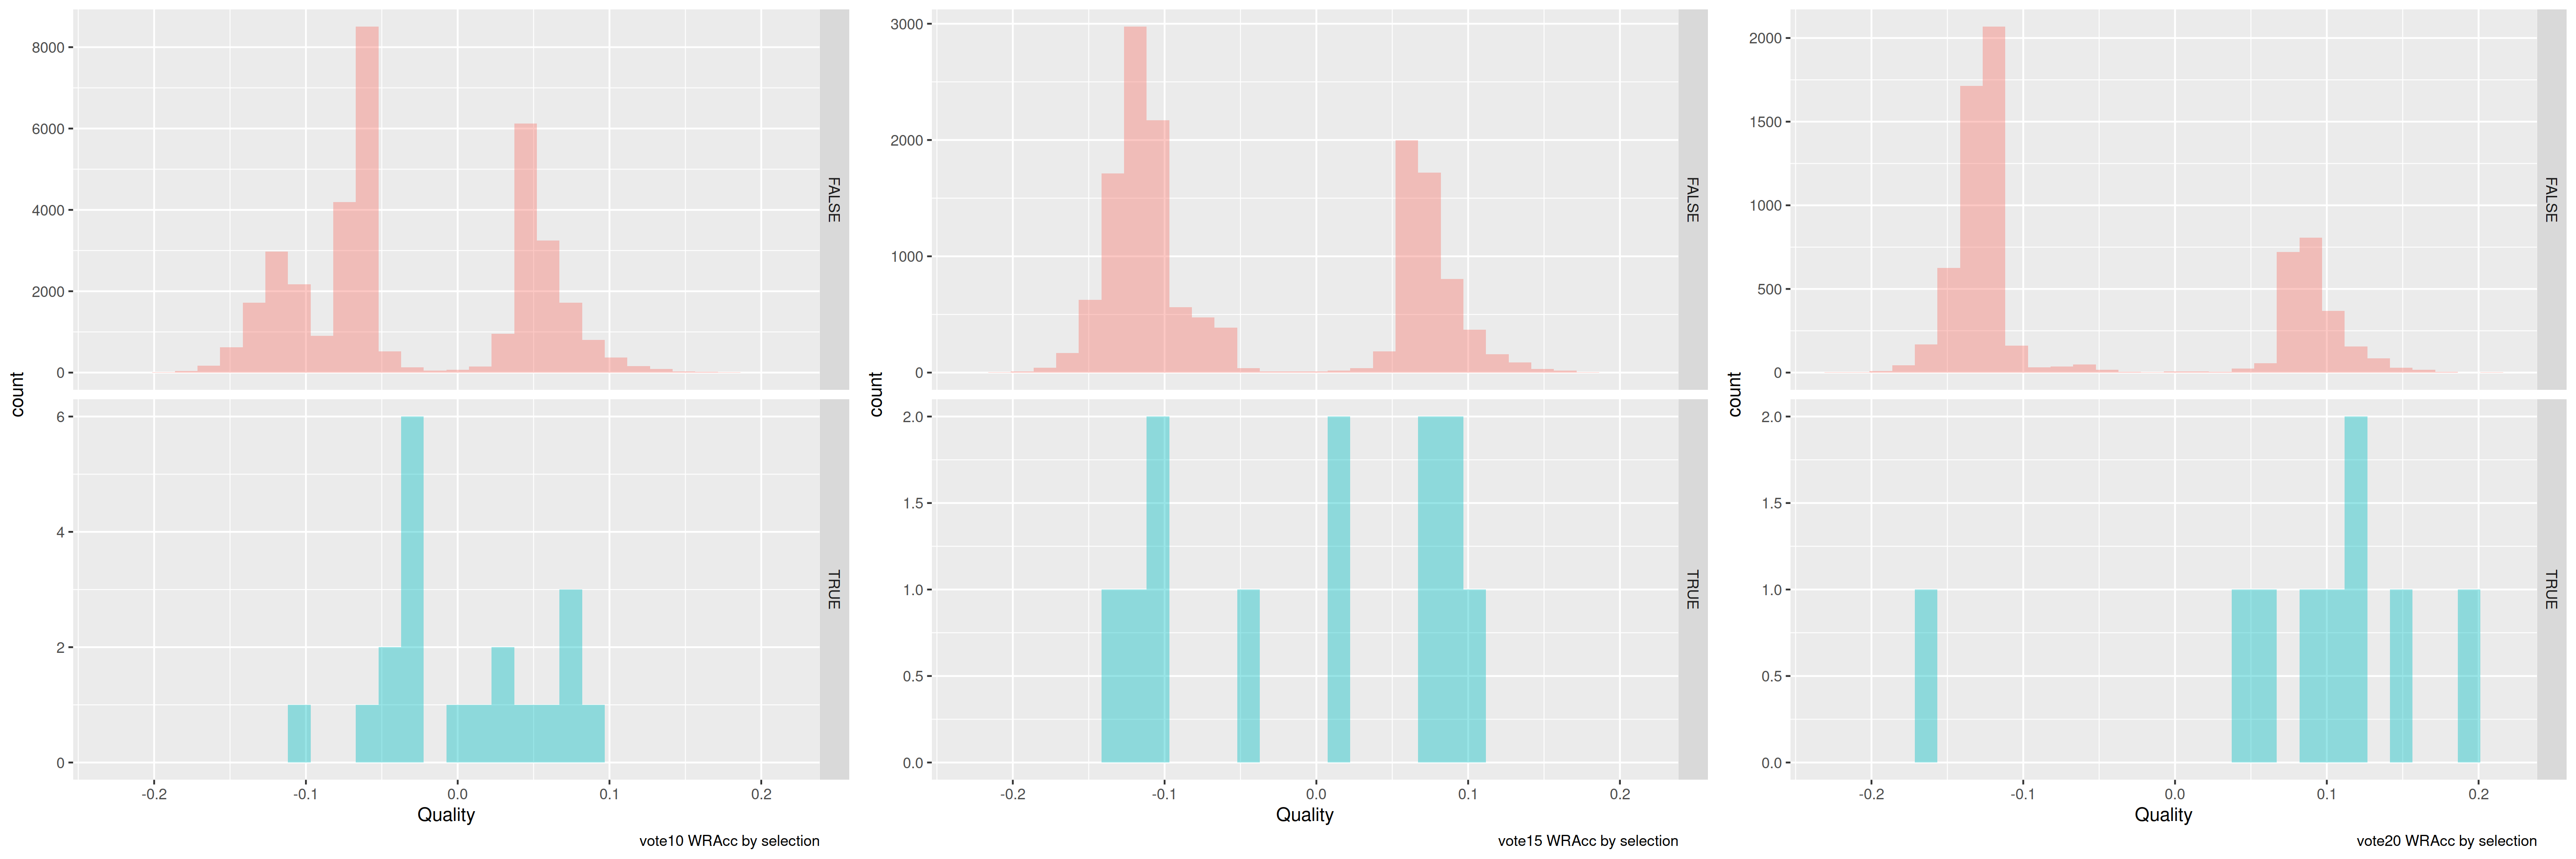 count
8000
6000
4000
2000
0
FALSE
6
4
2
0
TRUE
-0.2 -0.1 0.0 0.1 0.2
Quality
vote10 WRAcc by selection
count
3000
2000
1000
0
FALSE
2.0
1.5
1.0
0.5
0.0
TRUE
-0.2 -0.1 0.0 0.1 0.2
Quality
vote15 WRAcc by selection
count
2000
1500
1000
500
0
FALSE
2.0
1.5
1.0
0.5
0.0
TRUE
-0.2 -0.1 0.0 0.1 0.2
Quality
vote20 WRAcc by selection